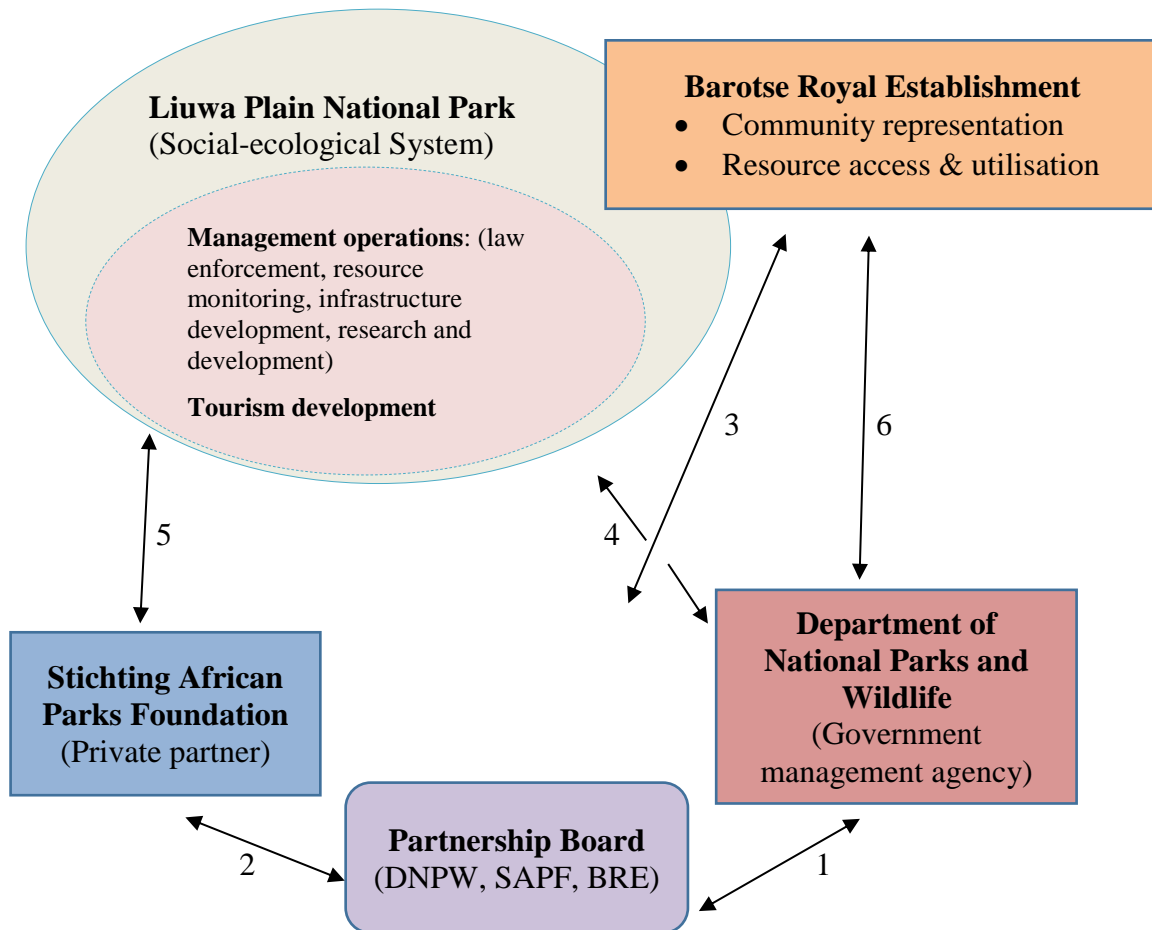 Liuwa Plain National Park
(Social-ecological System)
Barotse Royal Establishment
• Community representation
• Resource access & utilisation
Management operations: (law
enforcement, resource
monitoring, infrastructure
development, research and
development)
Tourism development
3
6
5
4
Stichting African
Parks Foundation
(Private partner)
Department of
National Parks and
Wildlife
(Government
management agency)
Partnership Board
(DNPW, SAPF, BRE)
2
1